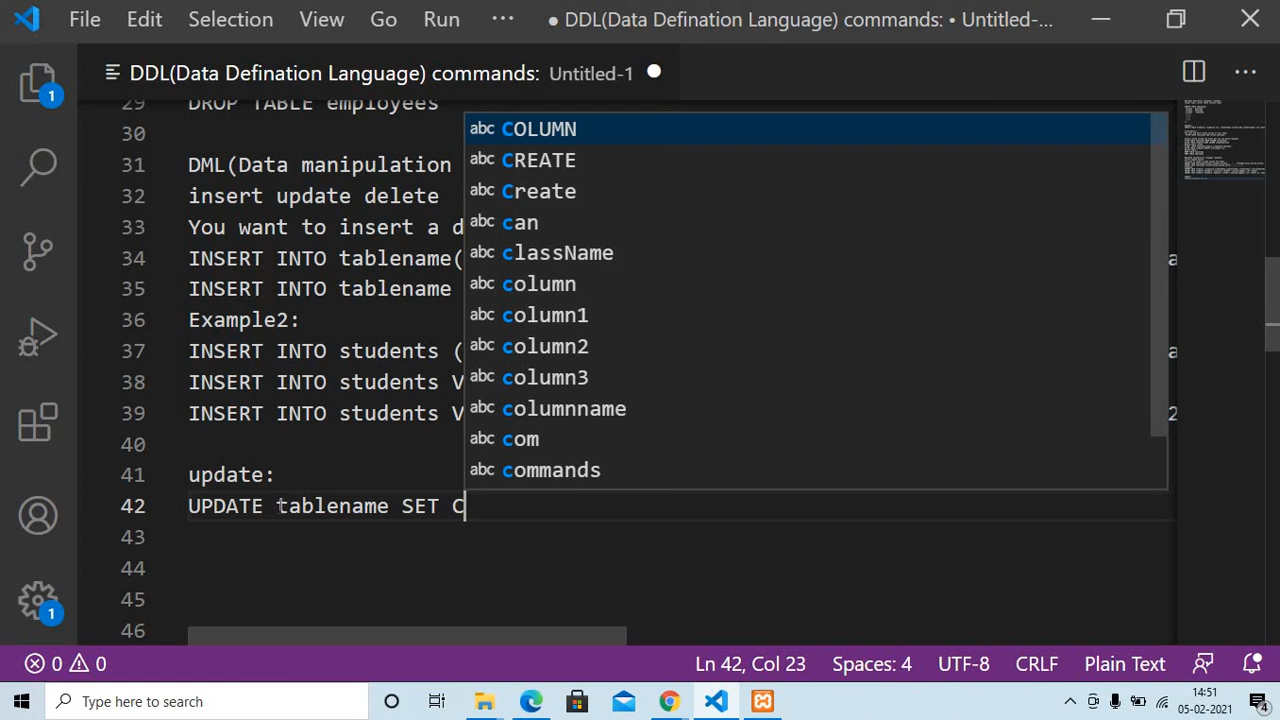 File Edit Selection View Go Run ··· ● DDL(Data Defination Language) commands: • Untitled-...
DDL(Data Defination Language) commands: Untitled-1
29 DROP TABLE employees
30
31 DML(Data manipulation
32 insert update delete
33 You want to insert a d
34 INSERT INTO tablename(
35 INSERT INTO tablename
36 Example2:
37 INSERT INTO students (
38 INSERT INTO students V
39 INSERT INTO students V 2
40
41 update:
42 UPDATE tablename SET C
43
44
45
46
abc COLUMN
abc CREATE
abc Create
abc can
abc className
abc column
abc column1
abc column2
abc column3
abc columnname
abc com
abc commands
1
1
0 0 Ln 42, Col 23 Spaces: 4 UTF-8 CRLF Plain Text
Type here to search
14:51
05-02-2021
4